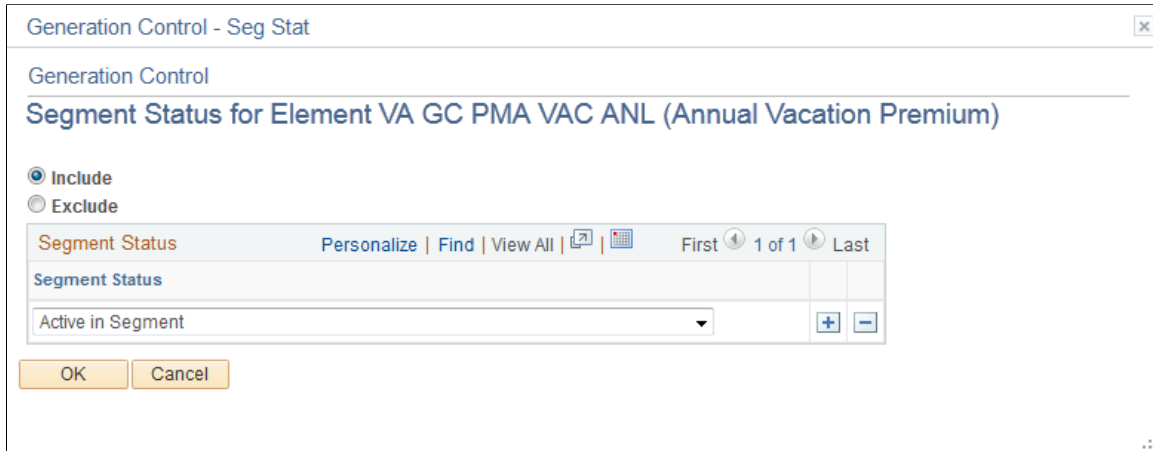 Generation Control - Seg Stat
Generation Control
Segment Status for Element VA GC PMA VAC ANL (Annual Vacation Premium)
Include
Exclude
Segment Status Personalize | Find | View All | | First 1 of 1 Last
Segment Status
Active in Segment
OK Cancel